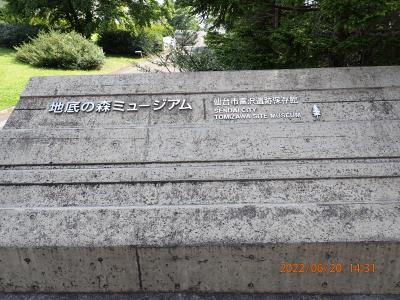 地底の森ミュージアム
仙台市富沢遺跡保存館
SENDAI CITY
TOMIZAWA SITE MUSEUM
2022/06/20 14:31